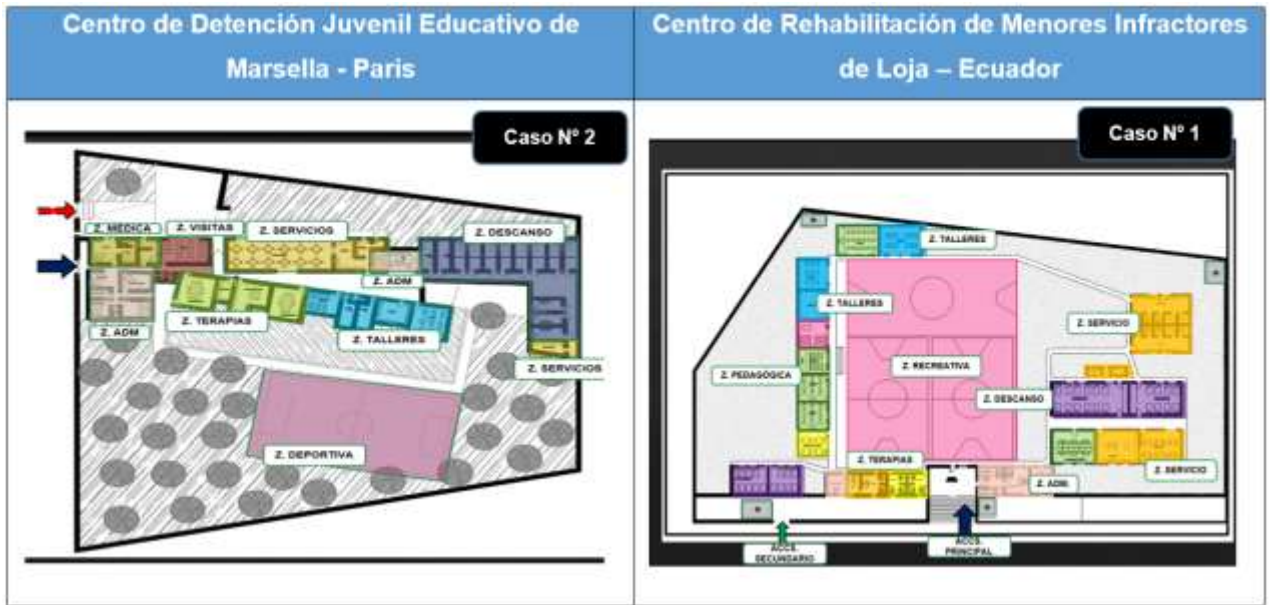 Centro de Detención Juvenil Educativo de
Marsella - Paris
Centro de Rehabilitación de Menores Infractores
de Loja – Ecuador
Caso Nº 2
Z. MEDICA
Z. VISITAS
Z. SERVICIOS
Z. DESCANSO
Z. ADM
Z. TERAPIAS
Z. ADM
Z. TALLERES
Z. SERVICIOS
Z. DEPORTIVA
Caso Nº 1
Z. TALLERES
Z. TALLERES
Z. SERVICIO
Z. PEDAGÓGICA
Z. RECREATIVA
Z. DESCANSO
Z. TERAPIAS
Z. SERVICIO
Z. ADM.
ACCS.
SECUNDARIO
ACCS.
PRINCIPAL